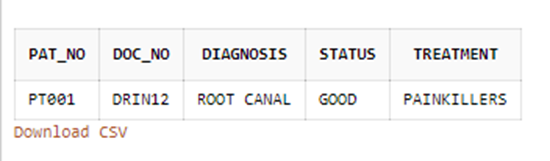 PAT_NO DOC_NO DIAGNOSIS STATUS TREATMENT
PT001 DRIN12 ROOT CANAL GOOD PAINKILLERS
Download CSV